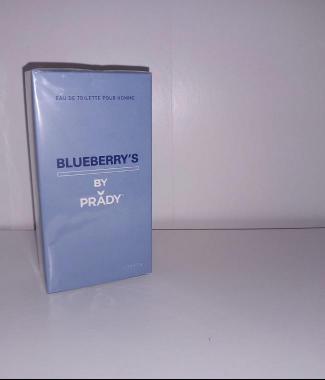 EAU DE TOILETTE POUR HOMME
BLUEBERRY'S
BY
PRADY